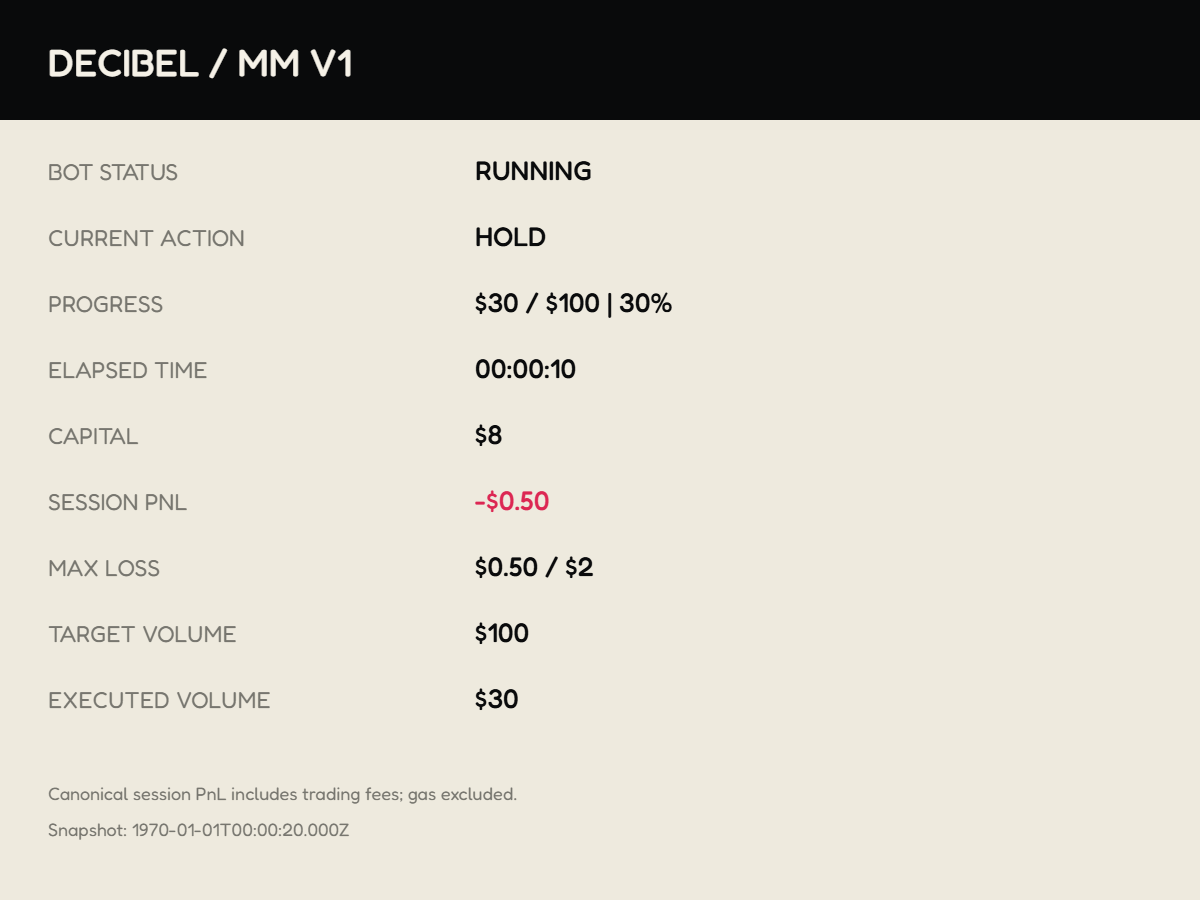 DECIBEL / MM V1
BOT STATUS RUNNING
CURRENT ACTION HOLD
PROGRESS $30 / $100 | 30%
ELAPSED TIME 00:00:10
CAPITAL $8
SESSION PNL -$0.50
MAX LOSS $0.50 / $2
TARGET VOLUME $100
EXECUTED VOLUME $30
Canonical session PnL includes trading fees; gas excluded.
Snapshot: 1970-01-01T00:00:20.000Z